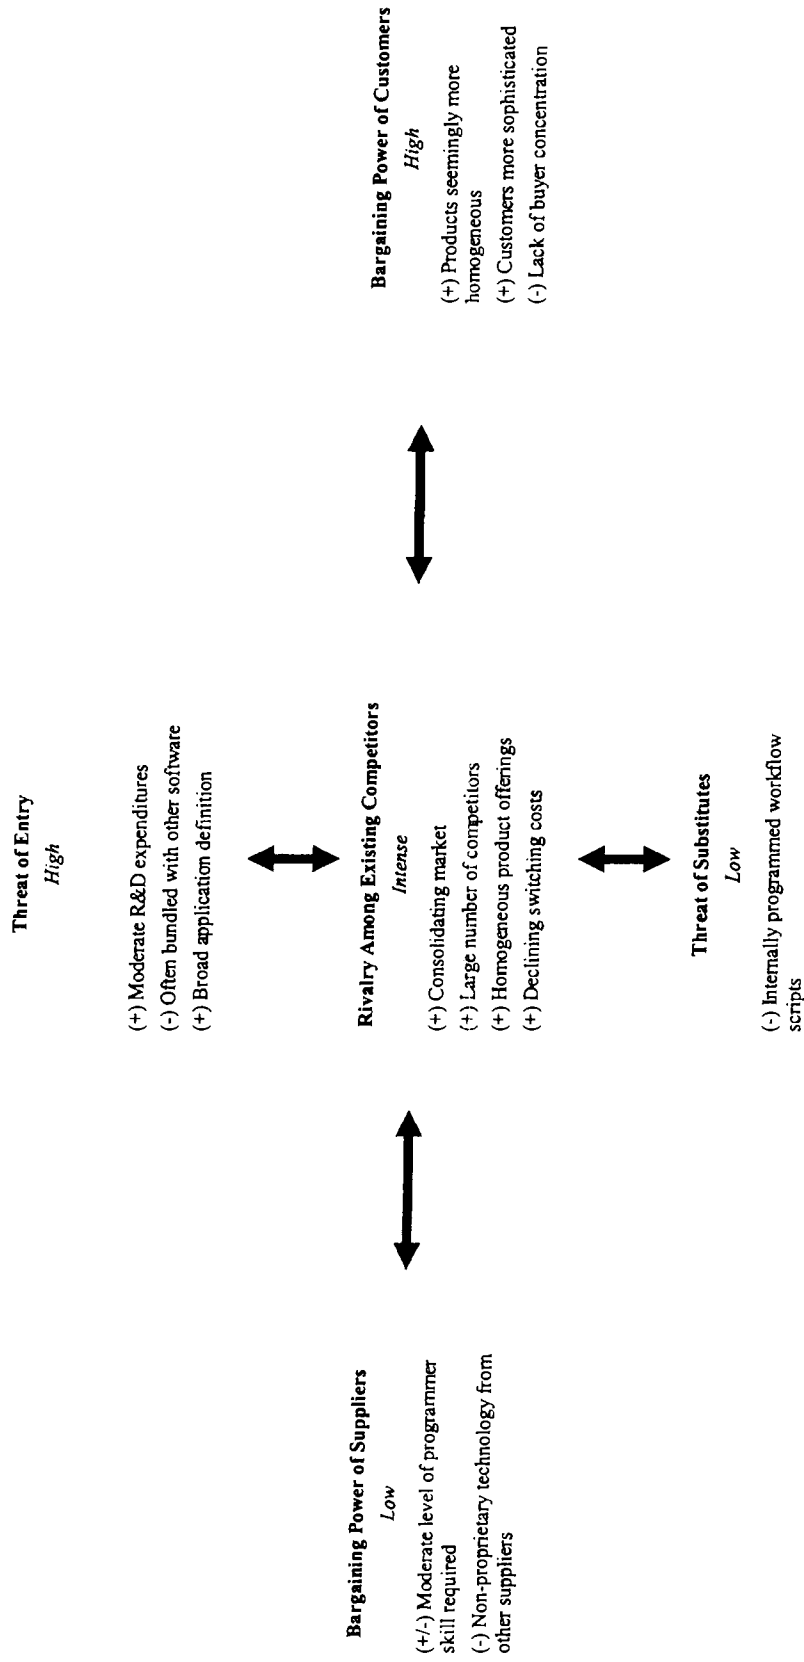 Threat of Entry
High
(+) Moderate R&D expenditures
(-) Often bundled with other software
(+) Broad application definition
Bargaining Power of Suppliers
Low
(+/-) Moderate level of programmer
skill required
(-) Non-proprietary technology from
other suppliers
Rivalry Among Existing Competitors
Intense
(+) Consolidating market
(+) Large number of competitors
(+) Homogeneous product offerings
(+) Declining switching costs
Bargaining Power of Customers
High
(+) Products seemingly more
homogeneous
(+) Customers more sophisticated
(-) Lack of buyer concentration
Threat of Substitutes
Low
(-) Internally programmed workflow
scripts